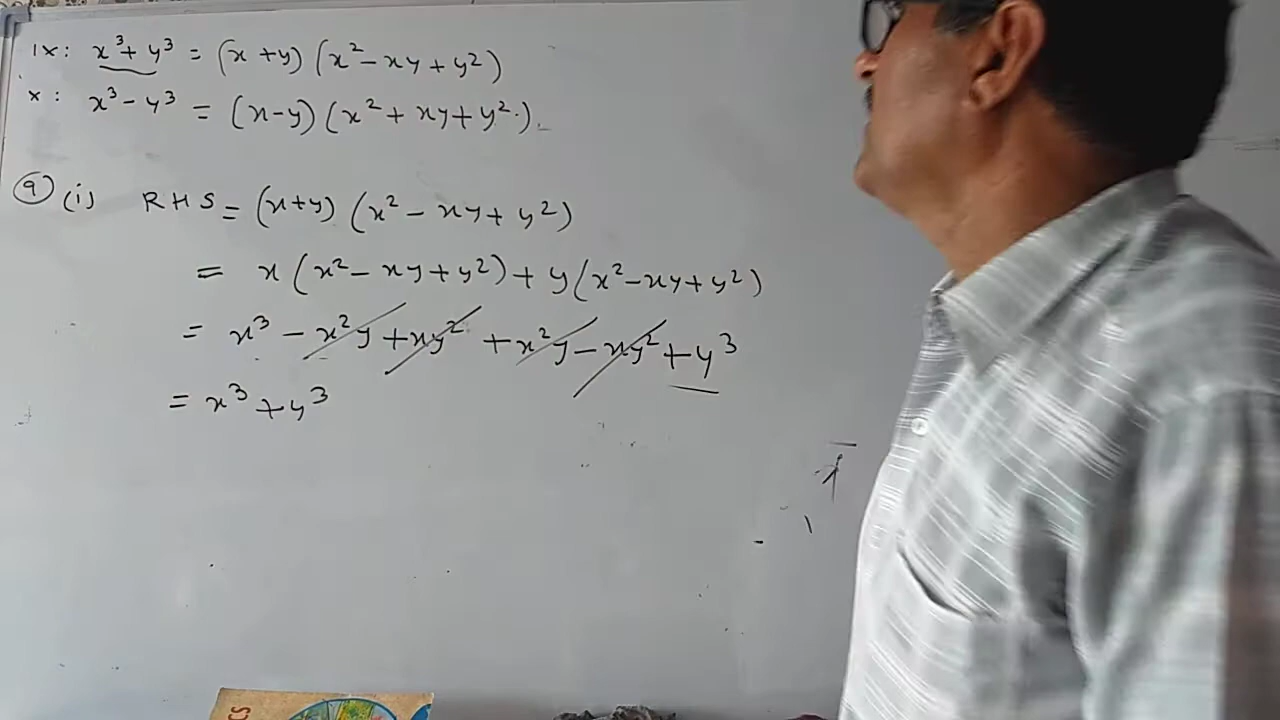 IX: x³+ y³ = (x +y) (x² - xy + y²)
X: x³ - y³ = (x-y) (x² + xy + y².)
9 (i) RHS = (x+y) (x² - xy + y²)
= x (x² - xy + y²) + y (x² - xy + y²)
= x³ - x²y + xy² + x²y - xy² + y³
= x³ + y³
CS